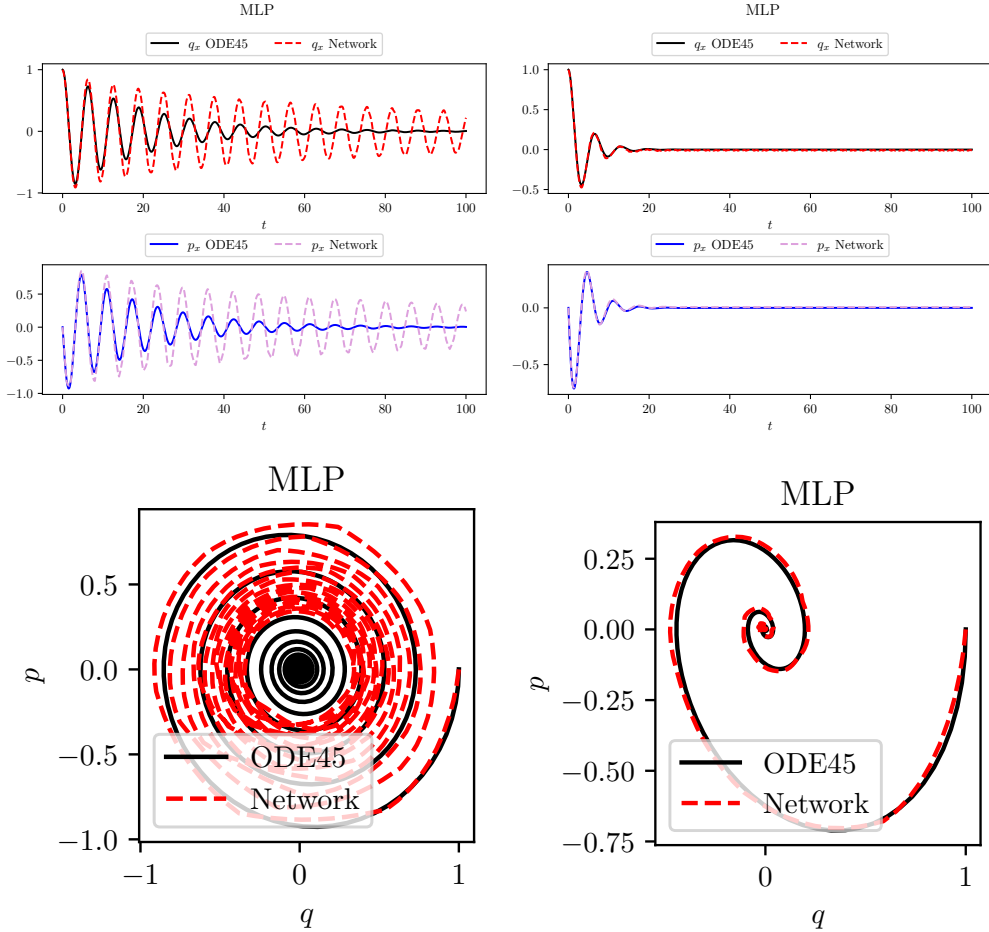 MLP
q_x ODE45 q_x Network
1
0
−1
0 20 40 60 80 100
t
p_x ODE45 p_x Network
0.5
0.0
−0.5
−1.0
0 20 40 60 80 100
t
MLP
q_x ODE45 q_x Network
1.0
0.5
0.0
−0.5
0 20 40 60 80 100
t
p_x ODE45 p_x Network
0.0
−0.5
0 20 40 60 80 100
t
MLP
p
0.5
0.0
−0.5
−1.0
ODE45
Network
−1 0 1
q
MLP
p
0.25
0.00
−0.25
−0.50
−0.75
ODE45
Network
0 1
q